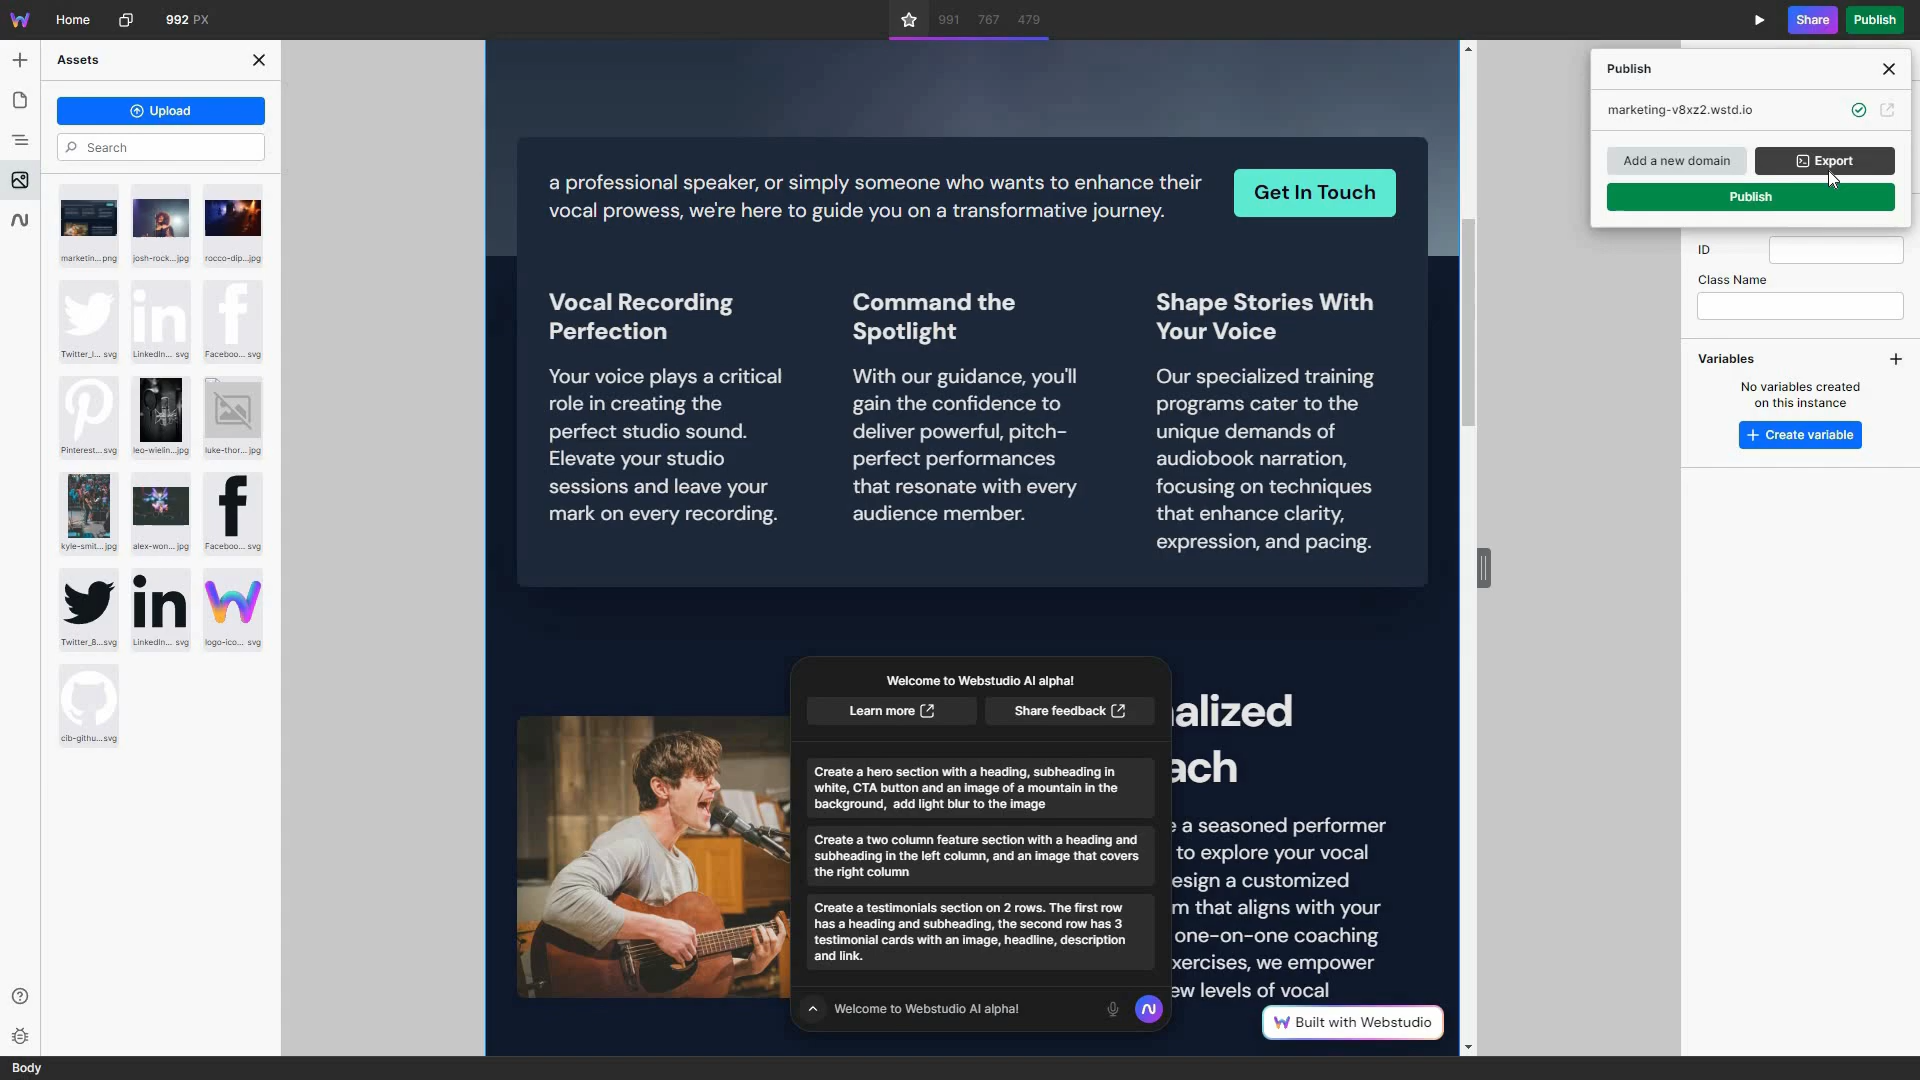 Home
992 PX
991
767
479
Share
Publish
Assets
Upload
Search
marketin... png
josh-rock...jpg
rocco-dip...jpg
Twitter_l... svg
LinkedIn... svg
Faceboo... svg
Pinterest... svg
leo-wielin...jpg
luke-thor... jpg
kyle-smit... jpg
alex-won... jpg
Faceboo... svg
Twitter_B...svg
LinkedIn... svg
logo-ico... svg
cib-githu...svg
a professional speaker, or simply someone who wants to enhance their
vocal prowess, we're here to guide you on a transformative journey.
Get In Touch
Vocal Recording
Perfection
Your voice plays a critical
role in creating the
perfect studio sound.
Elevate your studio
sessions and leave your
mark on every recording.
Command the
Spotlight
With our guidance, you'll
gain the confidence to
deliver powerful, pitch-
perfect performances
that resonate with every
audience member.
Shape Stories With
Your Voice
Our specialized training
programs cater to the
unique demands of
audiobook narration,
focusing on techniques
that enhance clarity,
expression, and pacing.
alized
ach
e a seasoned performer
to explore your vocal
esign a customized
m that aligns with your
one-on-one coaching
xercises, we empower
ew levels of vocal
Welcome to Webstudio AI alpha!
Learn more
Share feedback
Create a hero section with a heading, subheading in
white, CTA button and an image of a mountain in the
background, add light blur to the image
Create a two column feature section with a heading and
subheading in the left column, and an image that covers
the right column
Create a testimonials section on 2 rows. The first row
has a heading and subheading, the second row has 3
testimonial cards with an image, headline, description
and link.
Welcome to Webstudio AI alpha!
Built with Webstudio
Publish
marketing-v8xz2.wstd.io
Add a new domain
Export
Publish
ID
Class Name
Variables
No variables created
on this instance
Create variable
Body